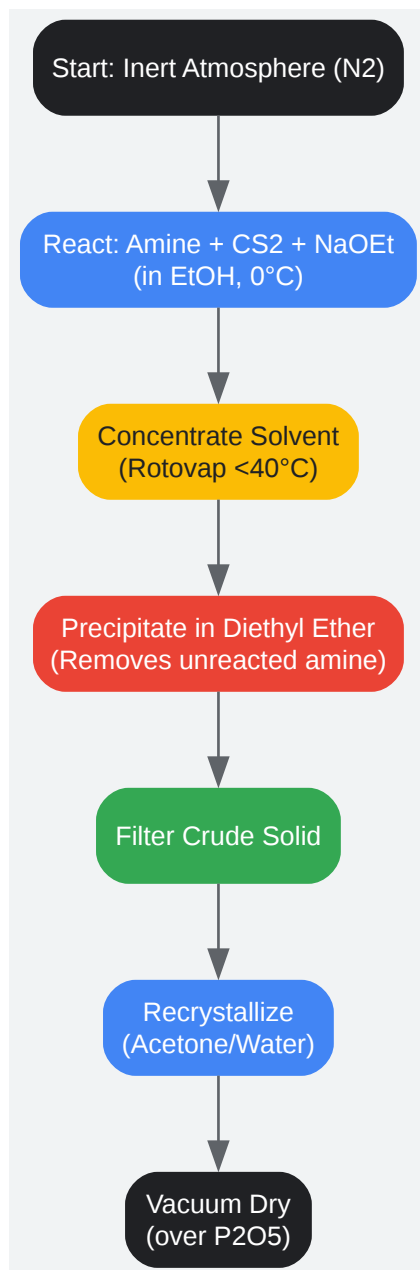 Start: Inert Atmosphere (N2)
React: Amine + CS2 + NaOEt
(in EtOH, 0°C)
Concentrate Solvent
(Rotovap <40°C)
Precipitate in Diethyl Ether
(Removes unreacted amine)
Filter Crude Solid
Recrystallize
(Acetone/Water)
Vacuum Dry
(over P2O5)